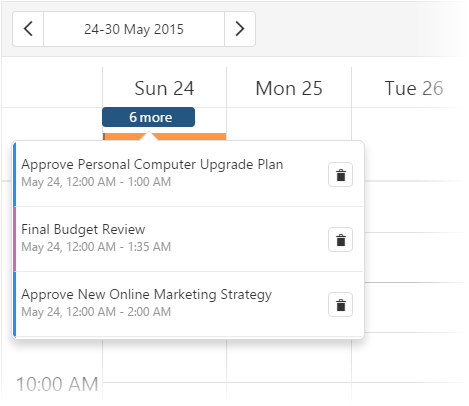 24-30 May 2015
Sun 24
Mon 25
Tue 26
6 more
Approve Personal Computer Upgrade Plan
May 24, 12:00 AM - 1:00 AM
Final Budget Review
May 24, 12:00 AM - 1:35 AM
Approve New Online Marketing Strategy
May 24, 12:00 AM - 2:00 AM
10:00 AM